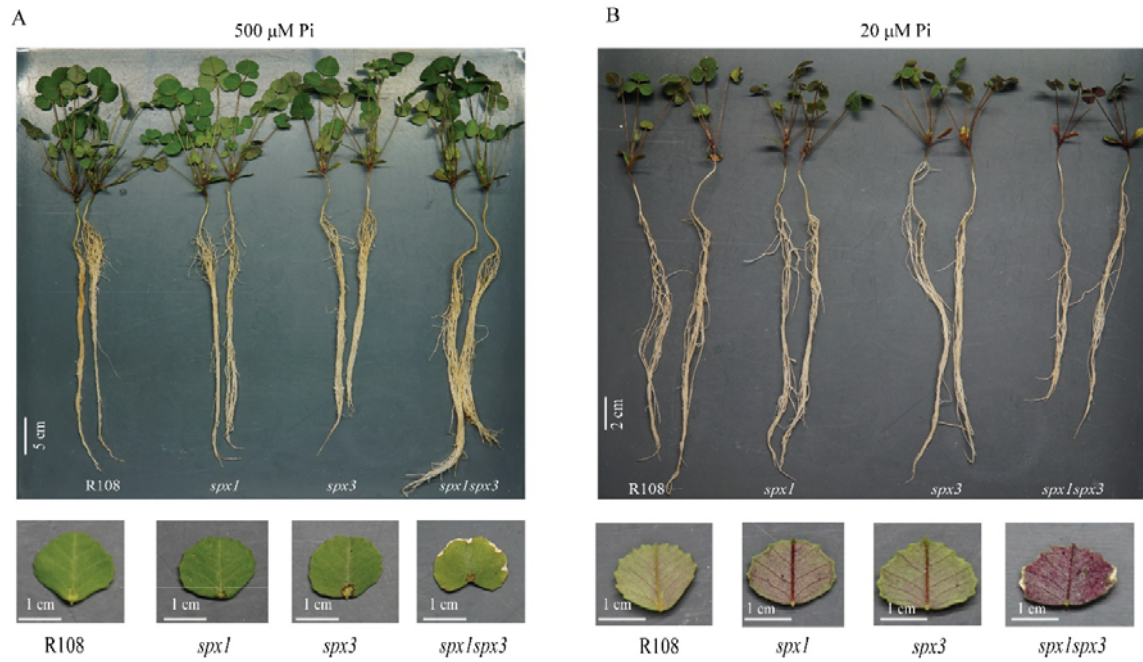 A
500 μM Pi
5 cm
R108
spx1
spx3
spx1spx3
1 cm
1 cm
1 cm
1 cm
R108
spx1
spx3
spx1spx3
B
20 μM Pi
2 cm
R108
spx1
spx3
spx1spx3
1 cm
1 cm
1 cm
1 cm
R108
spx1
spx3
spx1spx3